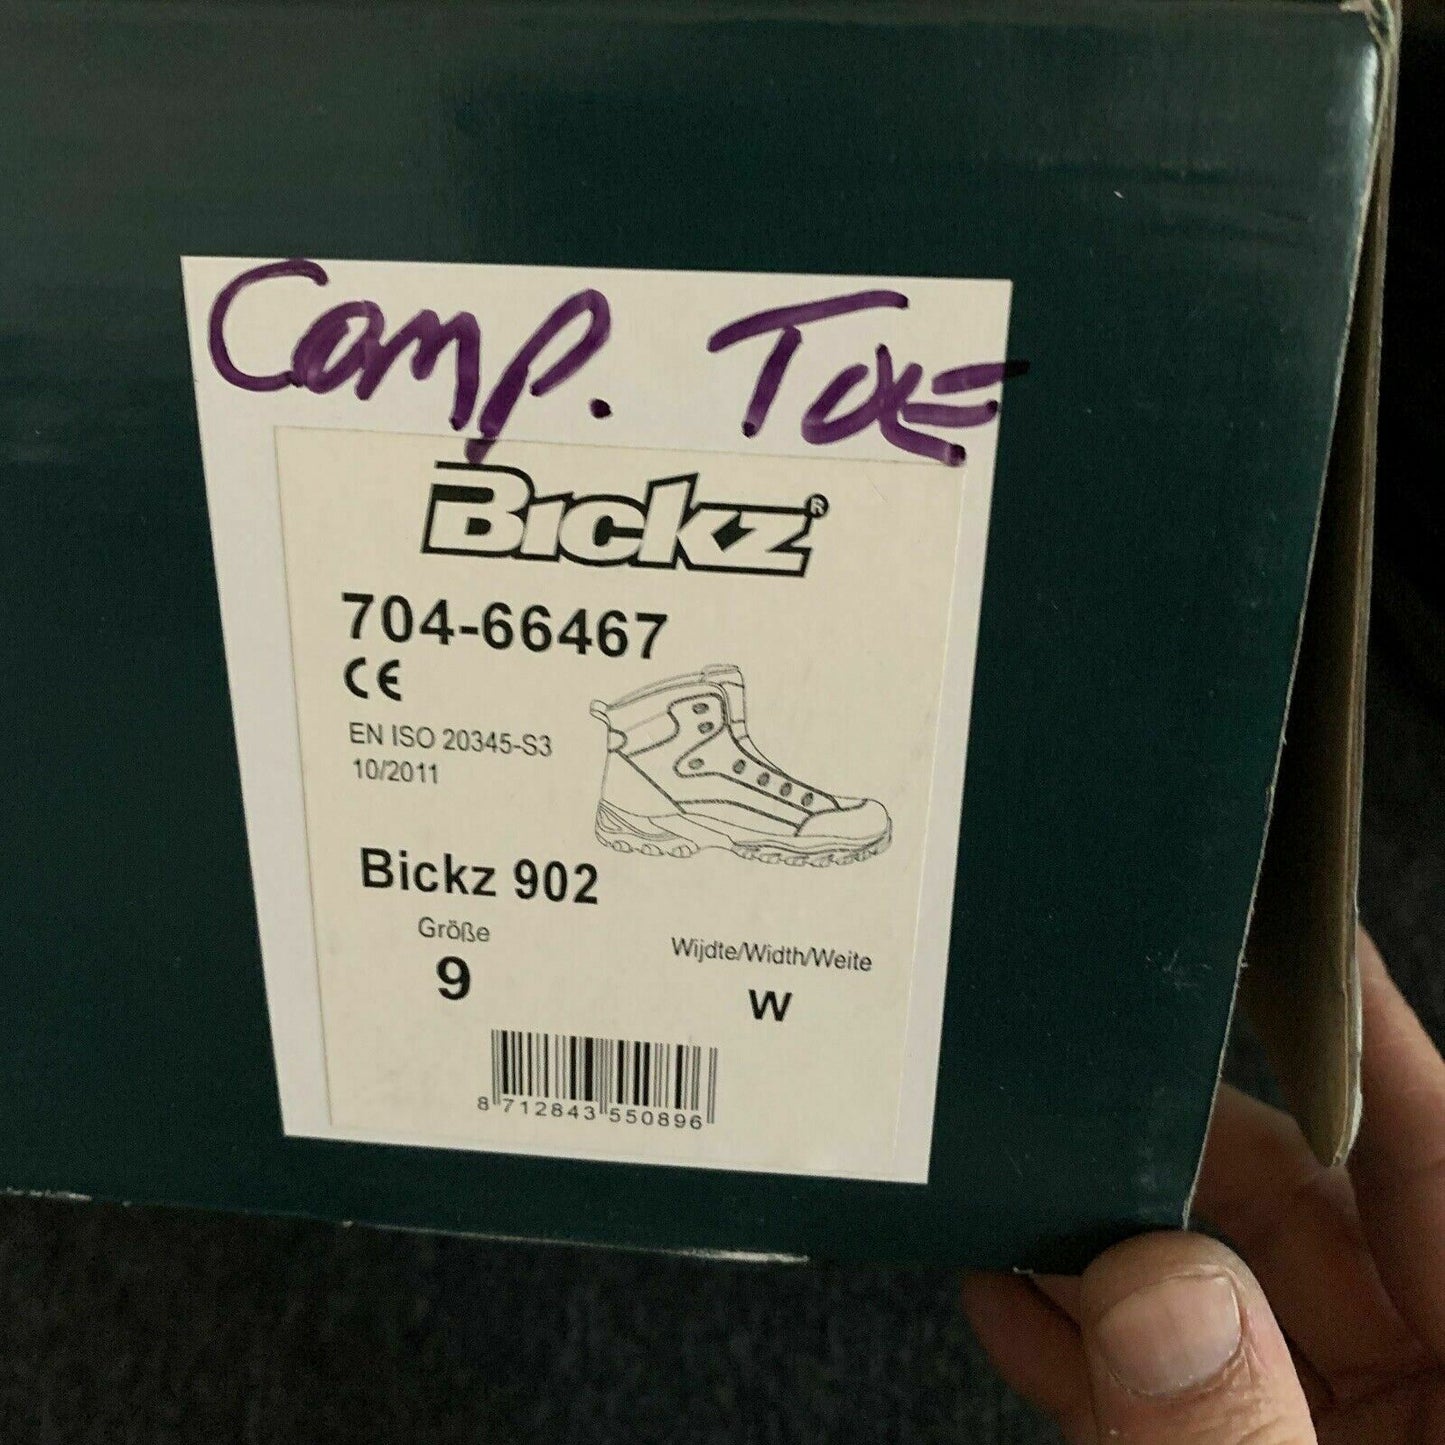 Comp. TOE
Bickz®
704-66467
CE
EN ISO 20345-S3
10/2011
Bickz 902
Größe
9
Wijdte/Width/Weite
W
8 712843 550896